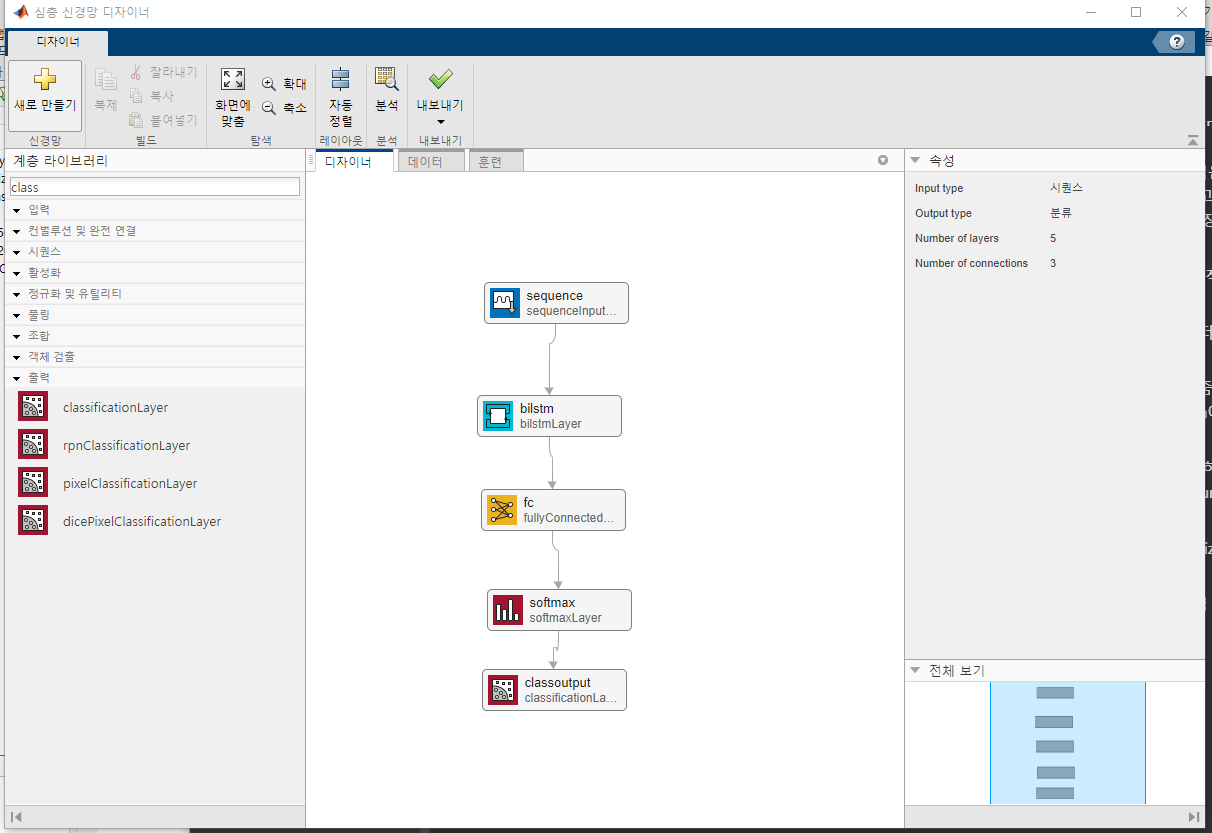 심층 신경망 디자이너
디자이너
새로 만들기
복제
잘라내기
복사
붙여넣기
화면에
맞춤
확대
축소
자동
정렬
분석
내보내기
신경망
빌드
탐색
레이아웃
분석
내보내기
계층 라이브러리
class
입력
컨벌루션 및 완전 연결
시퀀스
활성화
정규화 및 유틸리티
풀링
조합
객체 검출
출력
classificationLayer
rpnClassificationLayer
pixelClassificationLayer
dicePixelClassificationLayer
디자이너
데이터
훈련
sequence
sequenceInput...
bilstm
bilstmLayer
fc
fullyConnected...
softmax
softmaxLayer
classoutput
classificationLa...
속성
Input type 시퀀스
Output type 분류
Number of layers 5
Number of connections 3
전체 보기